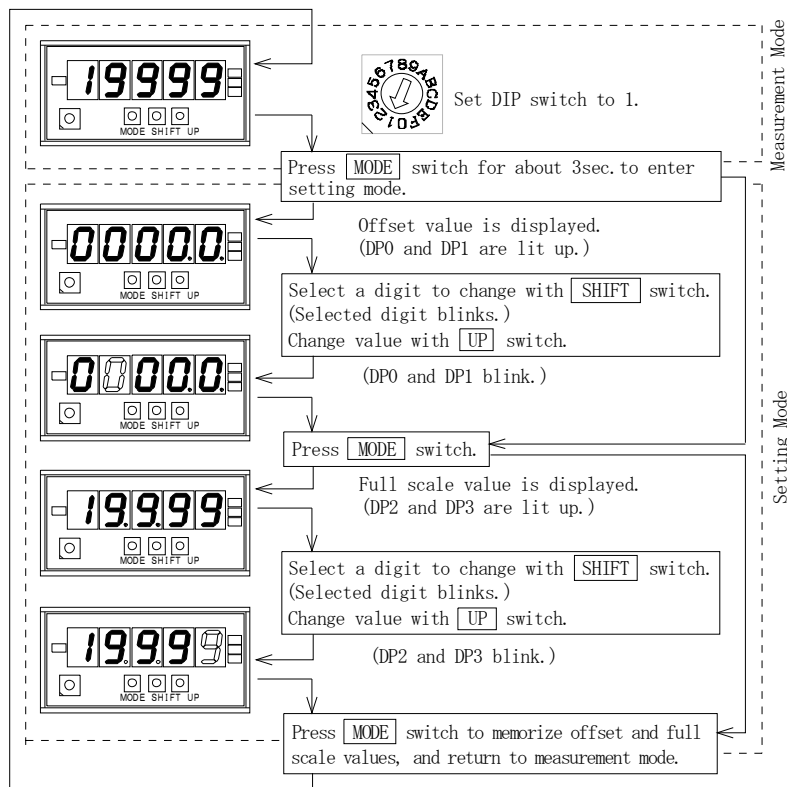 Measurement Mode
19999
MODE SHIFT UP
456789ABCDEF0123
Set DIP switch to 1.
Press MODE switch for about 3sec. to enter
setting mode.
Offset value is displayed.
(DP0 and DP1 are lit up.)
0000.0.
MODE SHIFT UP
Select a digit to change with SHIFT switch.
(Selected digit blinks.)
Change value with UP switch.
(DP0 and DP1 blink.)
0000.0.
MODE SHIFT UP
Setting Mode
Press MODE switch.
Full scale value is displayed.
(DP2 and DP3 are lit up.)
19.9.99
MODE SHIFT UP
Select a digit to change with SHIFT switch.
(Selected digit blinks.)
Change value with UP switch.
(DP2 and DP3 blink.)
19.9.99
MODE SHIFT UP
Press MODE switch to memorize offset and full
scale values, and return to measurement mode.